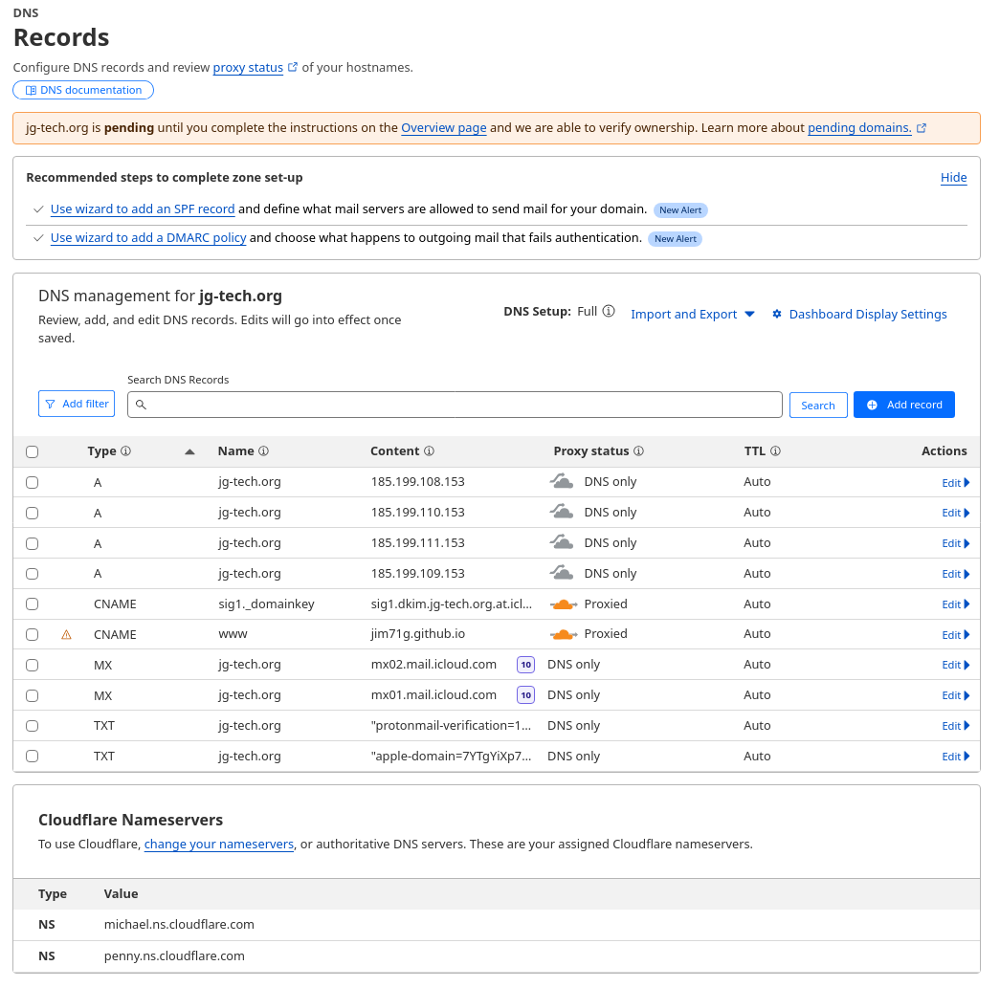 DNS
Records
Configure DNS records and review proxy status of your hostnames.
DNS documentation
jg-tech.org is pending until you complete the instructions on the Overview page and we are able to verify ownership. Learn more about pending domains.
Recommended steps to complete zone set-up Hide
Use wizard to add an SPF record and define what mail servers are allowed to send mail for your domain. New Alert
Use wizard to add a DMARC policy and choose what happens to outgoing mail that fails authentication. New Alert
DNS management for jg-tech.org
Review, add, and edit DNS records. Edits will go into effect once
saved.
DNS Setup: Full Import and Export Dashboard Display Settings
Search DNS Records
Add filter Search Add record
Type Name Content Proxy status TTL Actions
A jg-tech.org 185.199.108.153 DNS only Auto Edit
A jg-tech.org 185.199.110.153 DNS only Auto Edit
A jg-tech.org 185.199.111.153 DNS only Auto Edit
A jg-tech.org 185.199.109.153 DNS only Auto Edit
CNAME sig1._domainkey sig1.dkim.jg-tech.org.at.icl... Proxied Auto Edit
CNAME www jim71g.github.io Proxied Auto Edit
MX jg-tech.org mx02.mail.icloud.com 10 DNS only Auto Edit
MX jg-tech.org mx01.mail.icloud.com 10 DNS only Auto Edit
TXT jg-tech.org "protonmail-verification=1... DNS only Auto Edit
TXT jg-tech.org "apple-domain=7YTgYiXp7... DNS only Auto Edit
Cloudflare Nameservers
To use Cloudflare, change your nameservers, or authoritative DNS servers. These are your assigned Cloudflare nameservers.
Type Value
NS michael.ns.cloudflare.com
NS penny.ns.cloudflare.com